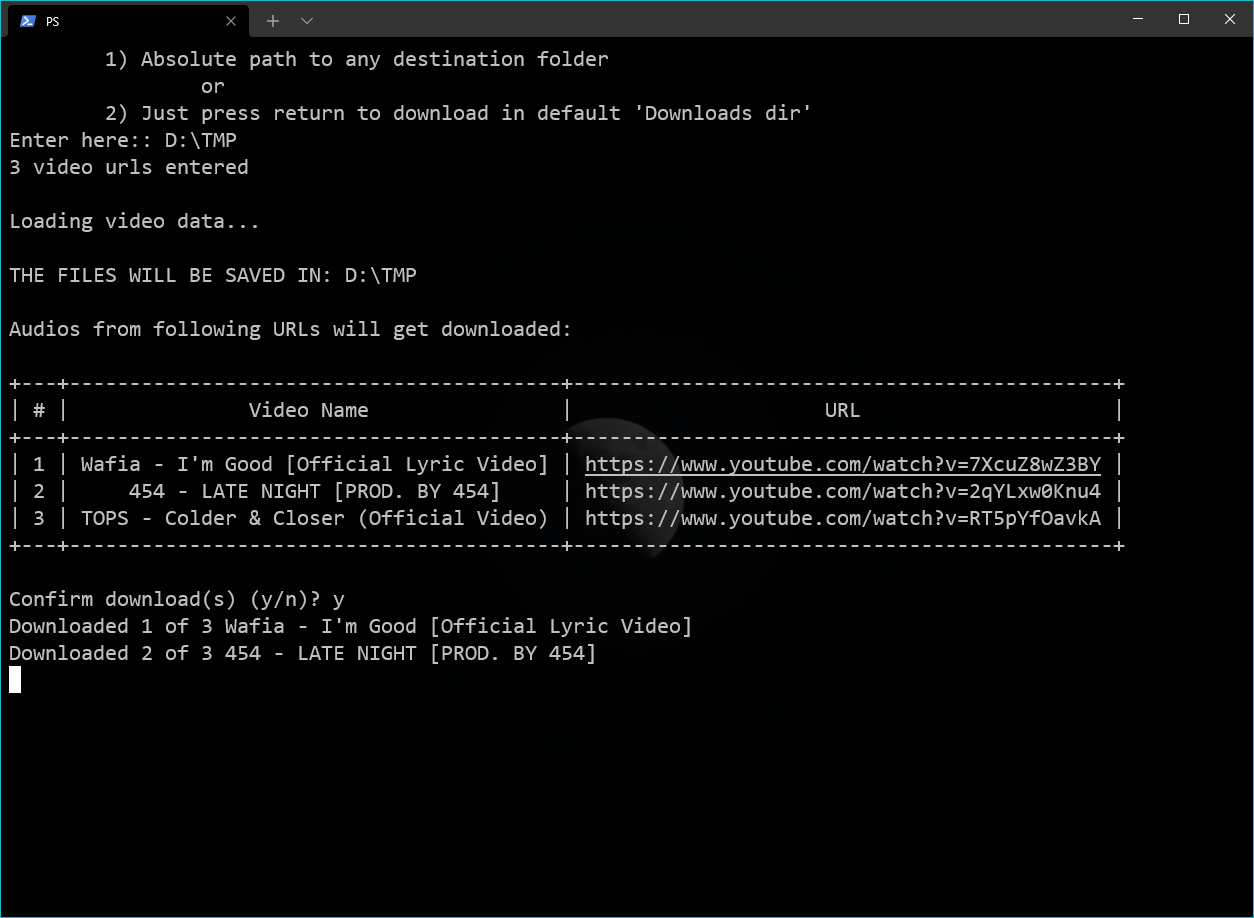 PS
1) Absolute path to any destination folder
or
2) Just press return to download in default 'Downloads dir'
Enter here:: D:\TMP
3 video urls entered
Loading video data...
THE FILES WILL BE SAVED IN: D:\TMP
Audios from following URLs will get downloaded:
+---+-----------------------------------------+---------------------------------------------+
| # | Video Name | URL |
+---+-----------------------------------------+---------------------------------------------+
| 1 | Wafia - I'm Good [Official Lyric Video] | https://www.youtube.com/watch?v=7XcuZ8wZ3BY |
| 2 | 454 - LATE NIGHT [PROD. BY 454] | https://www.youtube.com/watch?v=2qYLxw0Knu4 |
| 3 | TOPS - Colder & Closer (Official Video) | https://www.youtube.com/watch?v=RT5pYfOavkA |
+---+-----------------------------------------+---------------------------------------------+
Confirm download(s) (y/n)? y
Downloaded 1 of 3 Wafia - I'm Good [Official Lyric Video]
Downloaded 2 of 3 454 - LATE NIGHT [PROD. BY 454]